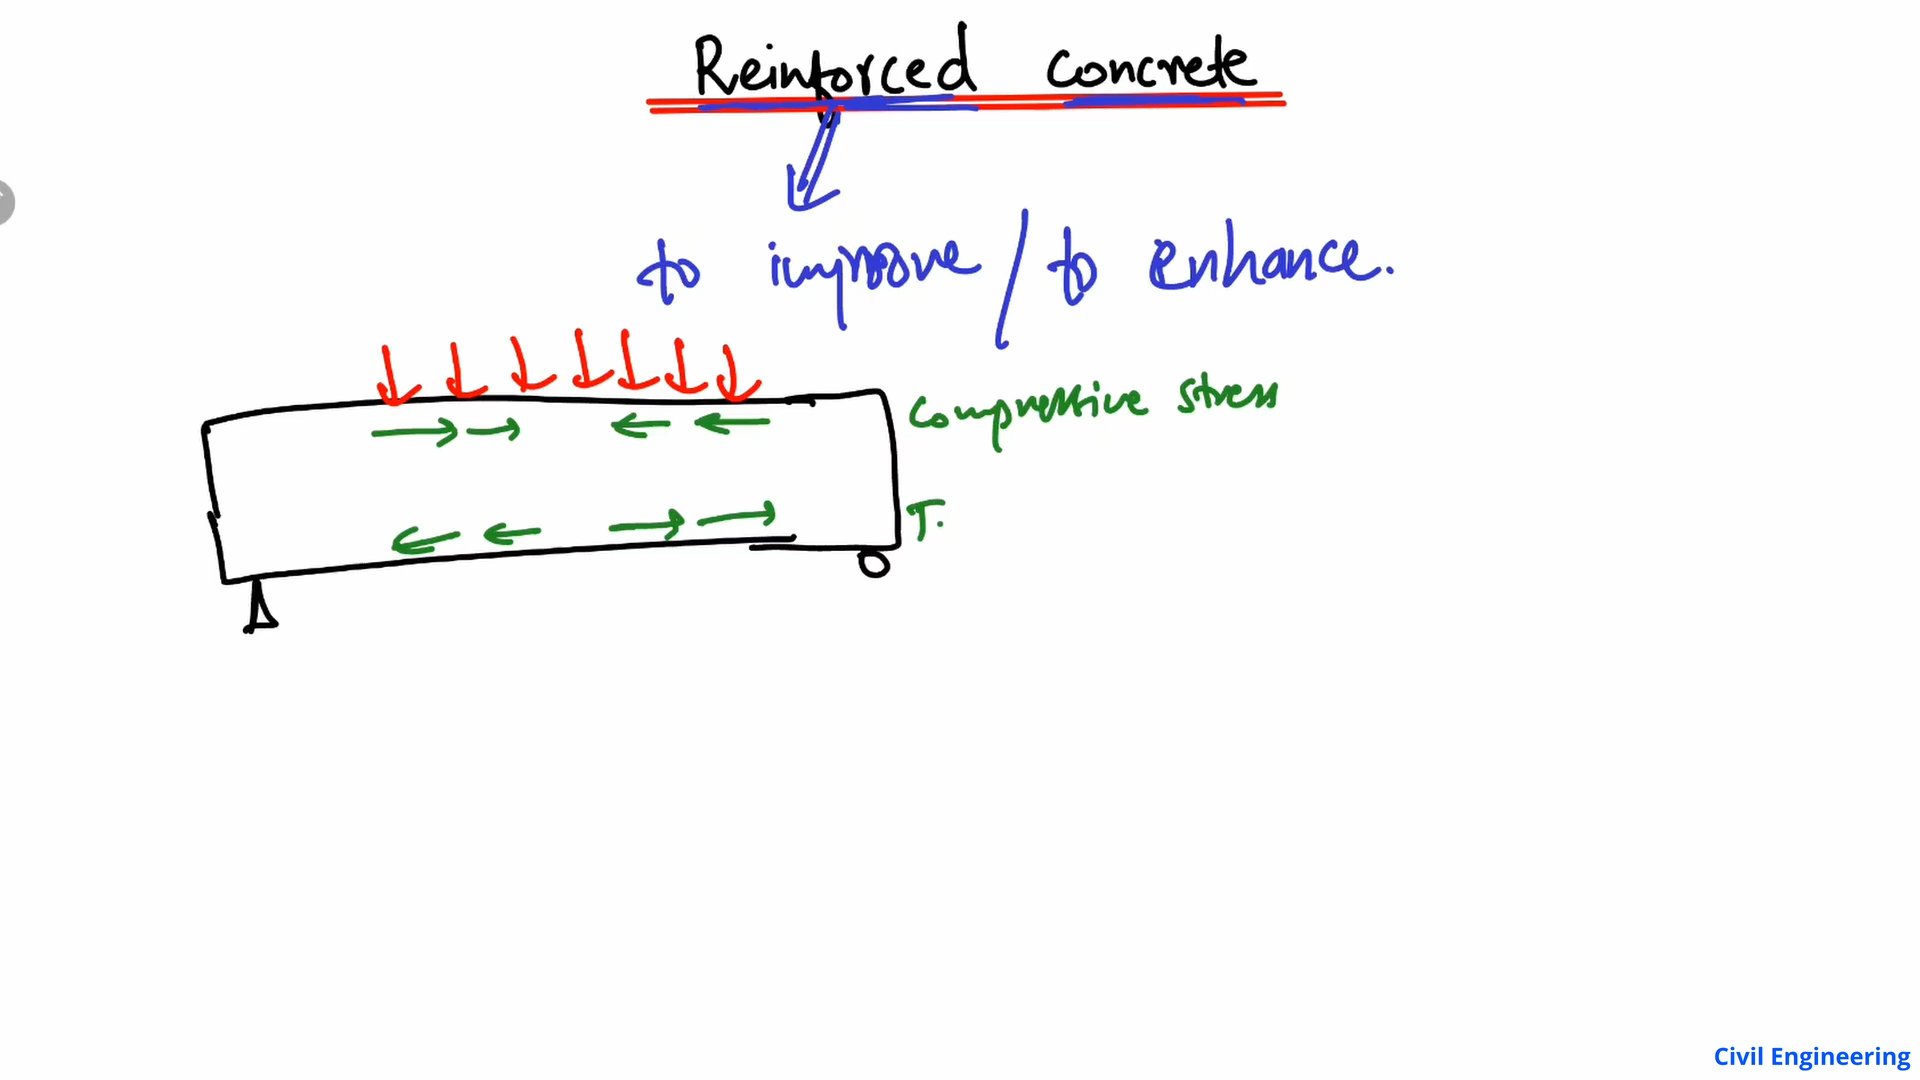 Reinforced Concrete
to improve / to enhance.
Compressive stress
T.
Civil Engineering